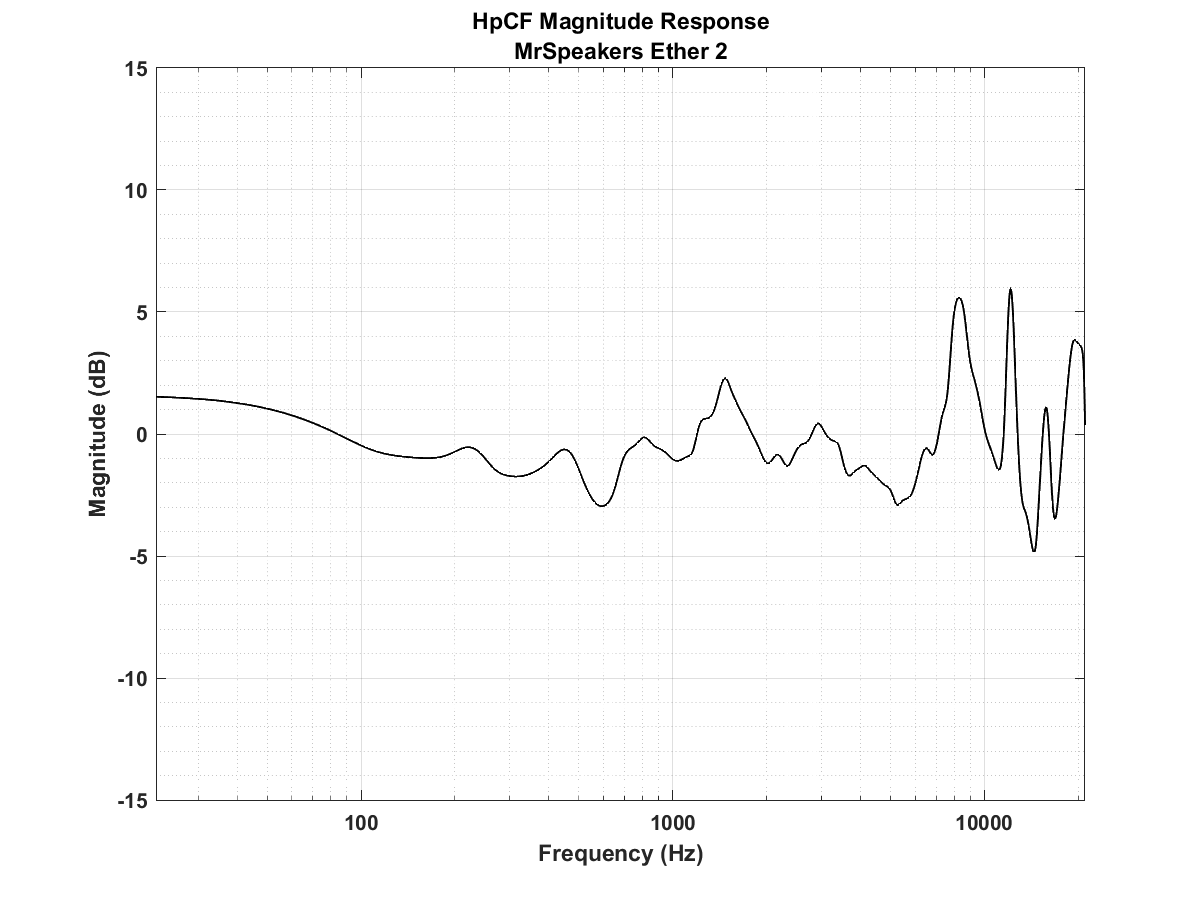 HpCF Magnitude Response
MrSpeakers Ether 2
15
10
5
0
-5
-10
-15
Magnitude (dB)
100
1000
10000
Frequency (Hz)